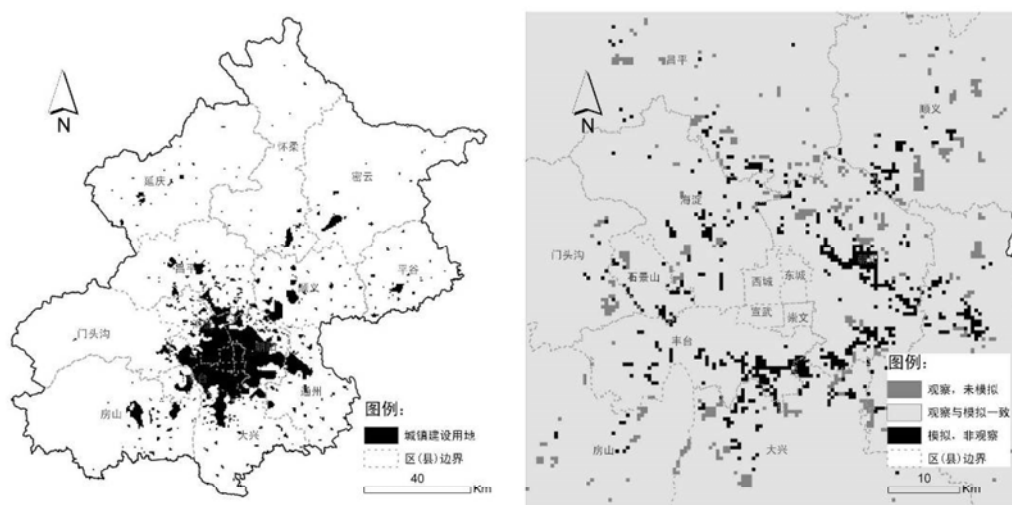 N
怀柔
延庆
密云
昌平
平谷
顺义
门头沟
通州
房山
大兴
图例：
城镇建设用地
区(县)边界
40
Km
N
昌平
顺义
海淀
门头沟
石景山
东城
西城
宣武
崇文
丰台
房山
大兴
图例：
观察，未模拟
观察与模拟一致
模拟，非观察
区(县)边界
10
Km